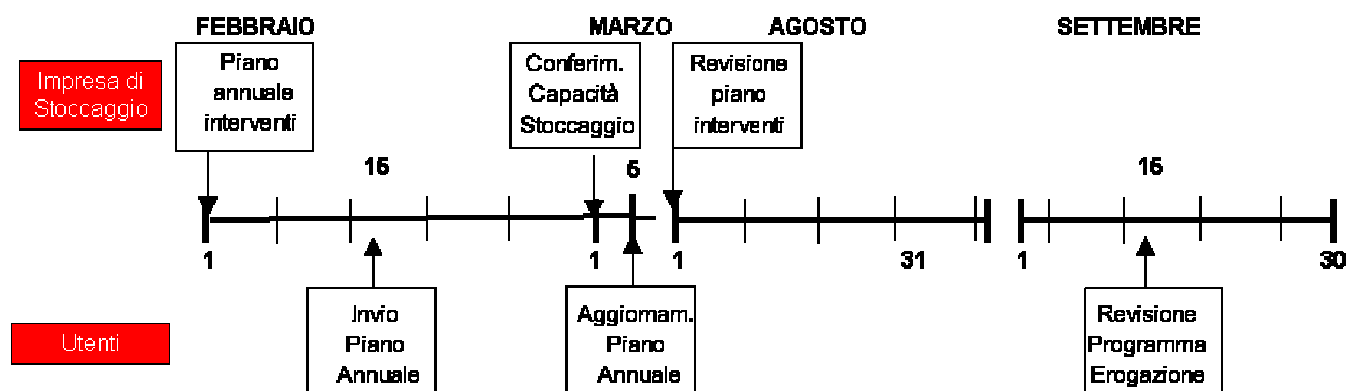 FEBBRAIO MARZO AGOSTO SETTEMBRE
Impresa di
Stoccaggio
Piano
annuale
interventi
Conferim.
Capacità
Stoccaggio
Revisione
piano
interventi
15 5 15
1 1 1 31 1 30
Utenti
Invio
Piano
Annuale
Aggiornam.
Piano
Annuale
Revisione
Programma
Erogazione